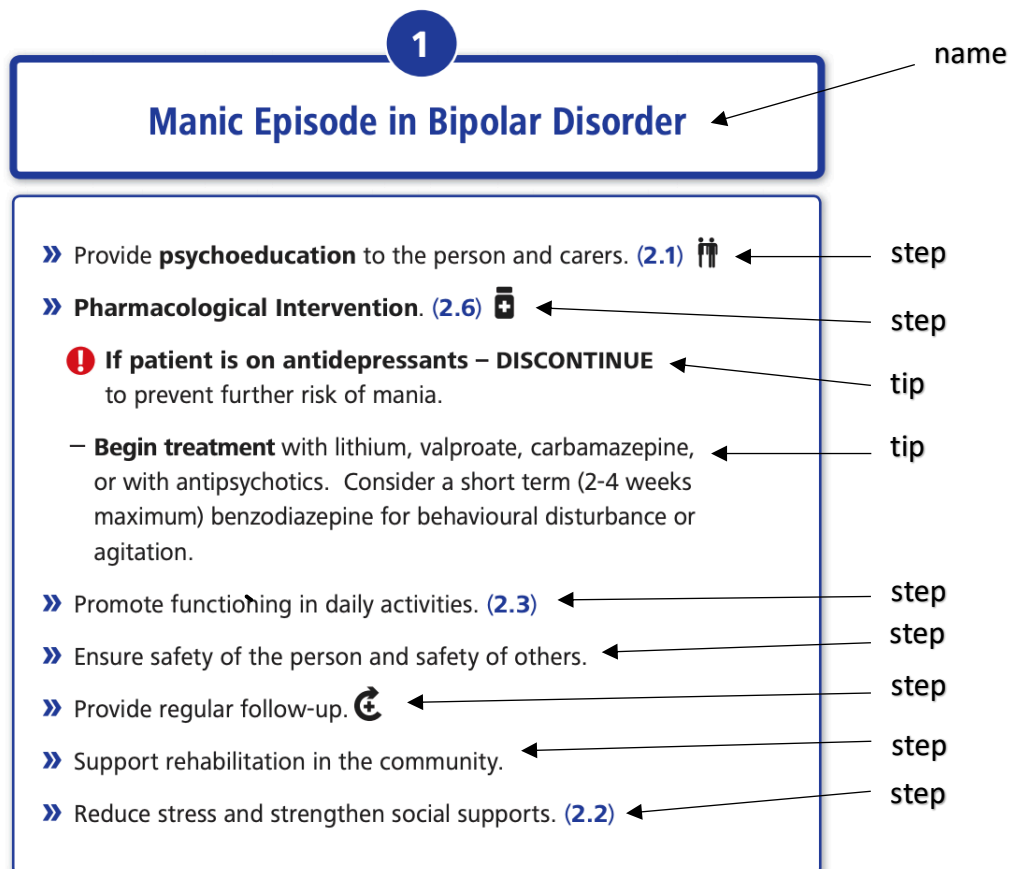 1
name
Manic Episode in Bipolar Disorder
» Provide psychoeducation to the person and carers. (2.1)
step
» Pharmacological Intervention. (2.6)
step
If patient is on antidepressants – DISCONTINUE
to prevent further risk of mania.
tip
– Begin treatment with lithium, valproate, carbamazepine,
or with antipsychotics. Consider a short term (2-4 weeks
maximum) benzodiazepine for behavioural disturbance or
agitation.
tip
» Promote functioning in daily activities. (2.3)
step
» Ensure safety of the person and safety of others.
step
» Provide regular follow-up.
step
» Support rehabilitation in the community.
step
» Reduce stress and strengthen social supports. (2.2)
step